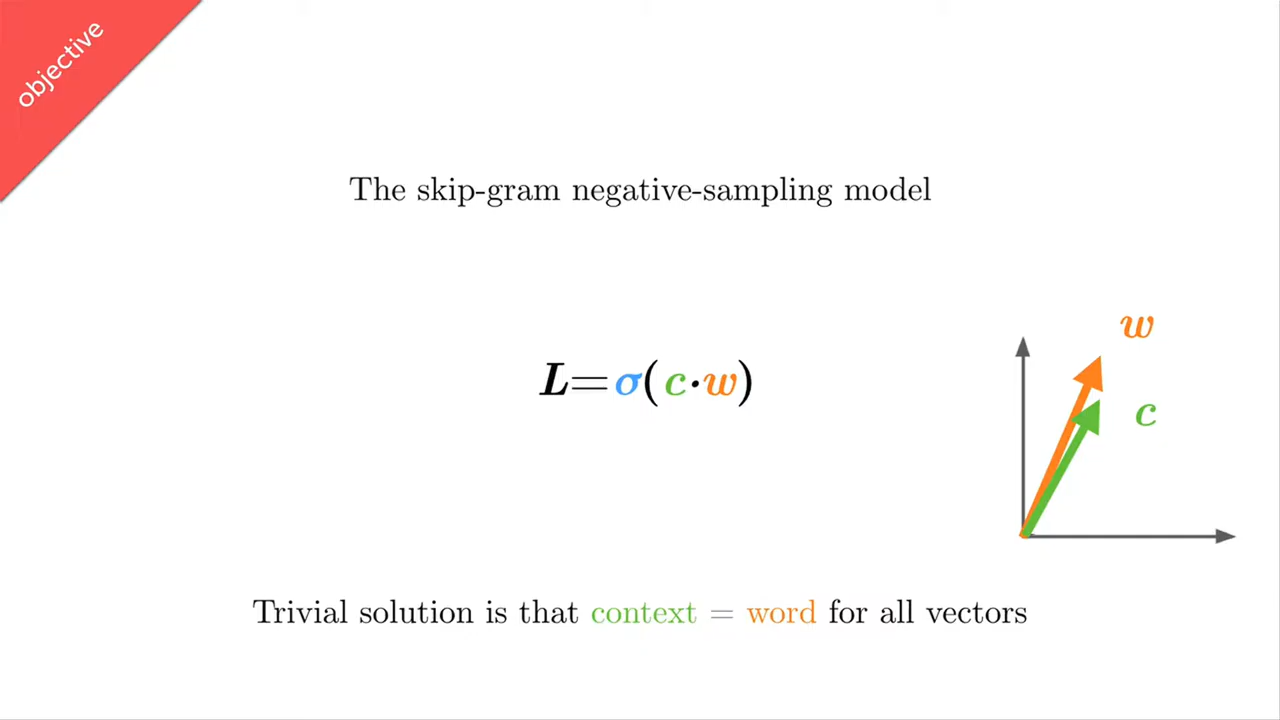 objective
The skip-gram negative-sampling model
L=σ(c·w)
w
c
Trivial solution is that context = word for all vectors